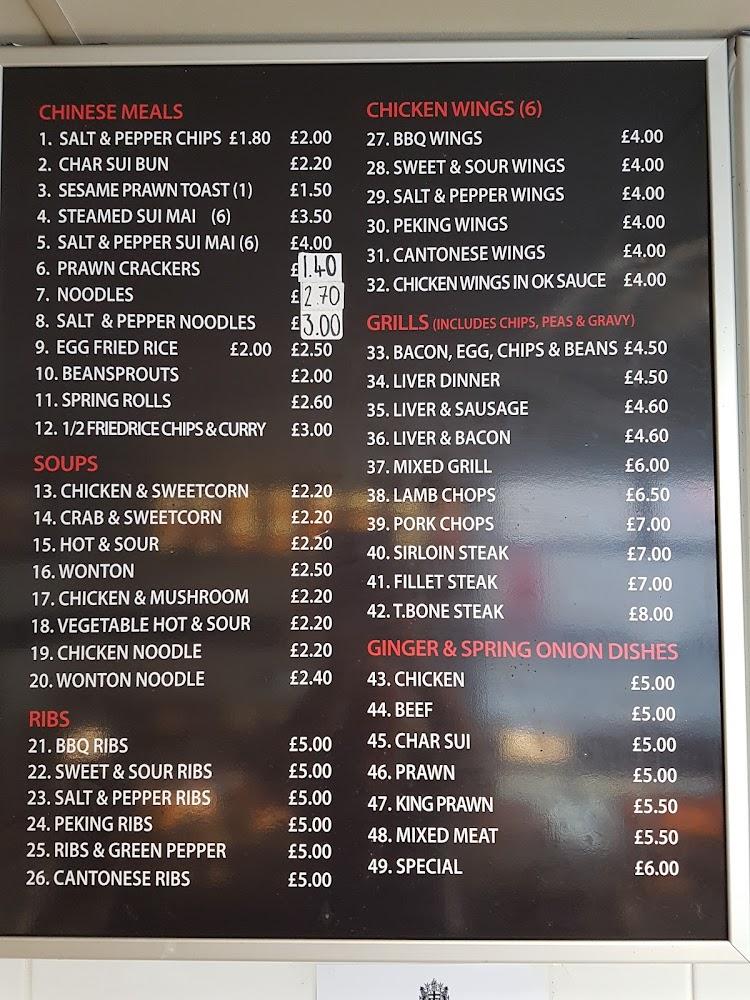 CHINESE MEALS
1. SALT & PEPPER CHIPS £1.80 £2.00
2. CHAR SUI BUN £2.20
3. SESAME PRAWN TOAST (1) £1.50
4. STEAMED SUI MAI (6) £3.50
5. SALT & PEPPER SUI MAI (6) £4.00
6. PRAWN CRACKERS £1.40
7. NOODLES £2.70
8. SALT & PEPPER NOODLES £3.00
9. EGG FRIED RICE £2.00 £2.50
10. BEANSPROUTS £2.00
11. SPRING ROLLS £2.60
12. 1/2 FRIEDRICE CHIPS & CURRY £3.00
SOUPS
13. CHICKEN & SWEETCORN £2.20
14. CRAB & SWEETCORN £2.20
15. HOT & SOUR £2.20
16. WONTON £2.50
17. CHICKEN & MUSHROOM £2.20
18. VEGETABLE HOT & SOUR £2.20
19. CHICKEN NOODLE £2.20
20. WONTON NOODLE £2.40
RIBS
21. BBQ RIBS £5.00
22. SWEET & SOUR RIBS £5.00
23. SALT & PEPPER RIBS £5.00
24. PEKING RIBS £5.00
25. RIBS & GREEN PEPPER £5.00
26. CANTONESE RIBS £5.00
CHICKEN WINGS (6)
27. BBQ WINGS £4.00
28. SWEET & SOUR WINGS £4.00
29. SALT & PEPPER WINGS £4.00
30. PEKING WINGS £4.00
31. CANTONESE WINGS £4.00
32. CHICKEN WINGS IN OK SAUCE £4.00
GRILLS (INCLUDES CHIPS, PEAS & GRAVY)
33. BACON, EGG, CHIPS & BEANS £4.50
34. LIVER DINNER £4.50
35. LIVER & SAUSAGE £4.60
36. LIVER & BACON £4.60
37. MIXED GRILL £6.00
38. LAMB CHOPS £6.50
39. PORK CHOPS £7.00
40. SIRLOIN STEAK £7.00
41. FILLET STEAK £7.00
42. T.BONE STEAK £8.00
GINGER & SPRING ONION DISHES
43. CHICKEN £5.00
44. BEEF £5.00
45. CHAR SUI £5.00
46. PRAWN £5.00
47. KING PRAWN £5.50
48. MIXED MEAT £5.50
49. SPECIAL £6.00